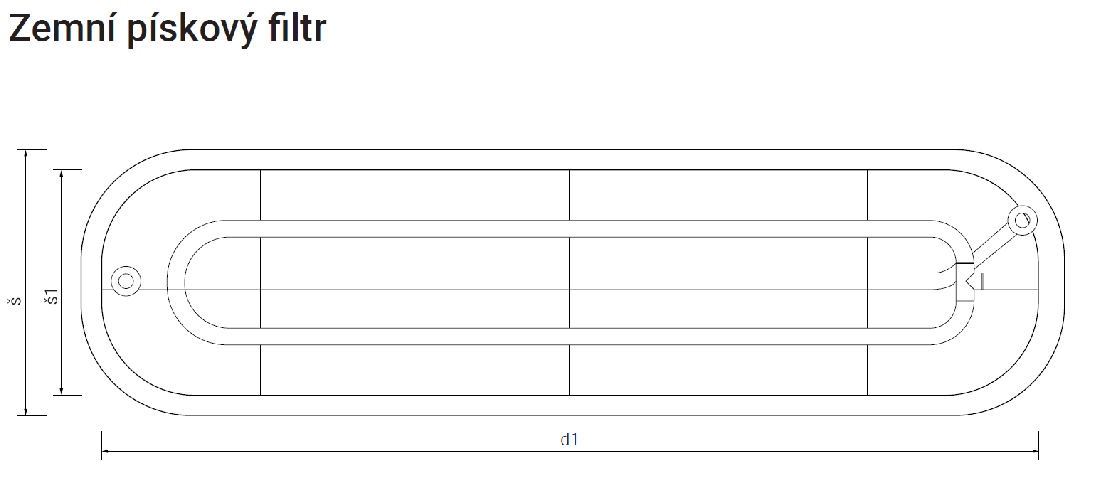 Zemní pískový filtr
š
š1
d1